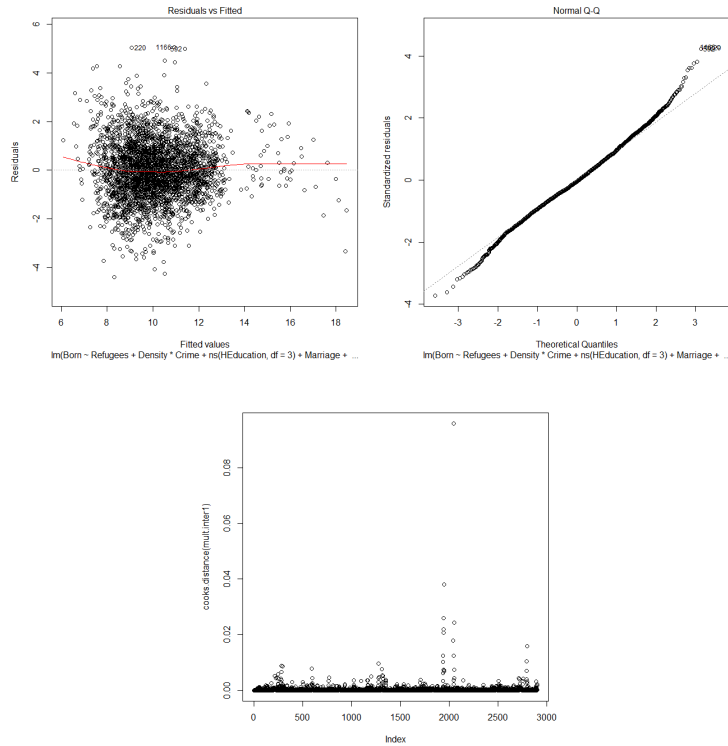 Residuals vs Fitted
Residuals
6
4
2
0
-2
-4
220
592
6 8 10 12 14 16 18
Fitted values
lm(Born ~ Refugees + Density * Crime + ns(HEducation, df = 3) + Marriage + ...
Normal Q-Q
Standardized residuals
4
2
0
-2
-4
-3 -2 -1 0 1 2 3
Theoretical Quantiles
lm(Born ~ Refugees + Density * Crime + ns(HEducation, df = 3) + Marriage + ...
cooks.distance(mult.inter1)
0.08
0.06
0.04
0.02
0.00
0 500 1000 1500 2000 2500 3000
Index